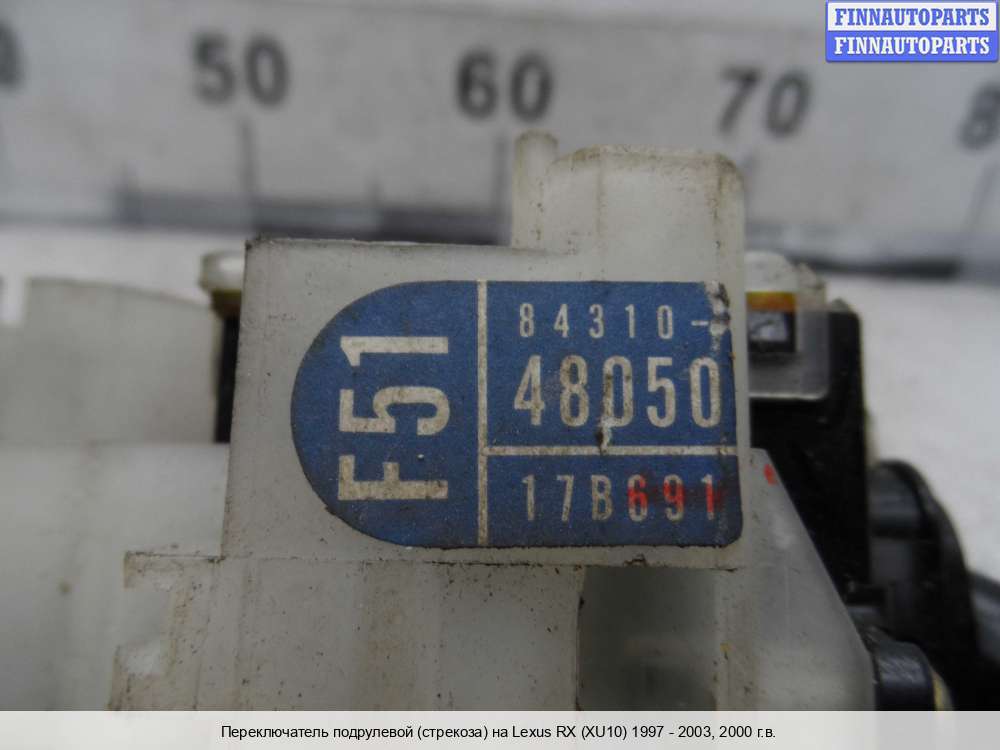 FINNAUTOPARTS
FINNAUTOPARTS
50 60 70
F51
84310-
48050
17B691
Переключатель подрулевой (стрекоза) на Lexus RX (XU10) 1997 - 2003, 2000 г.в.